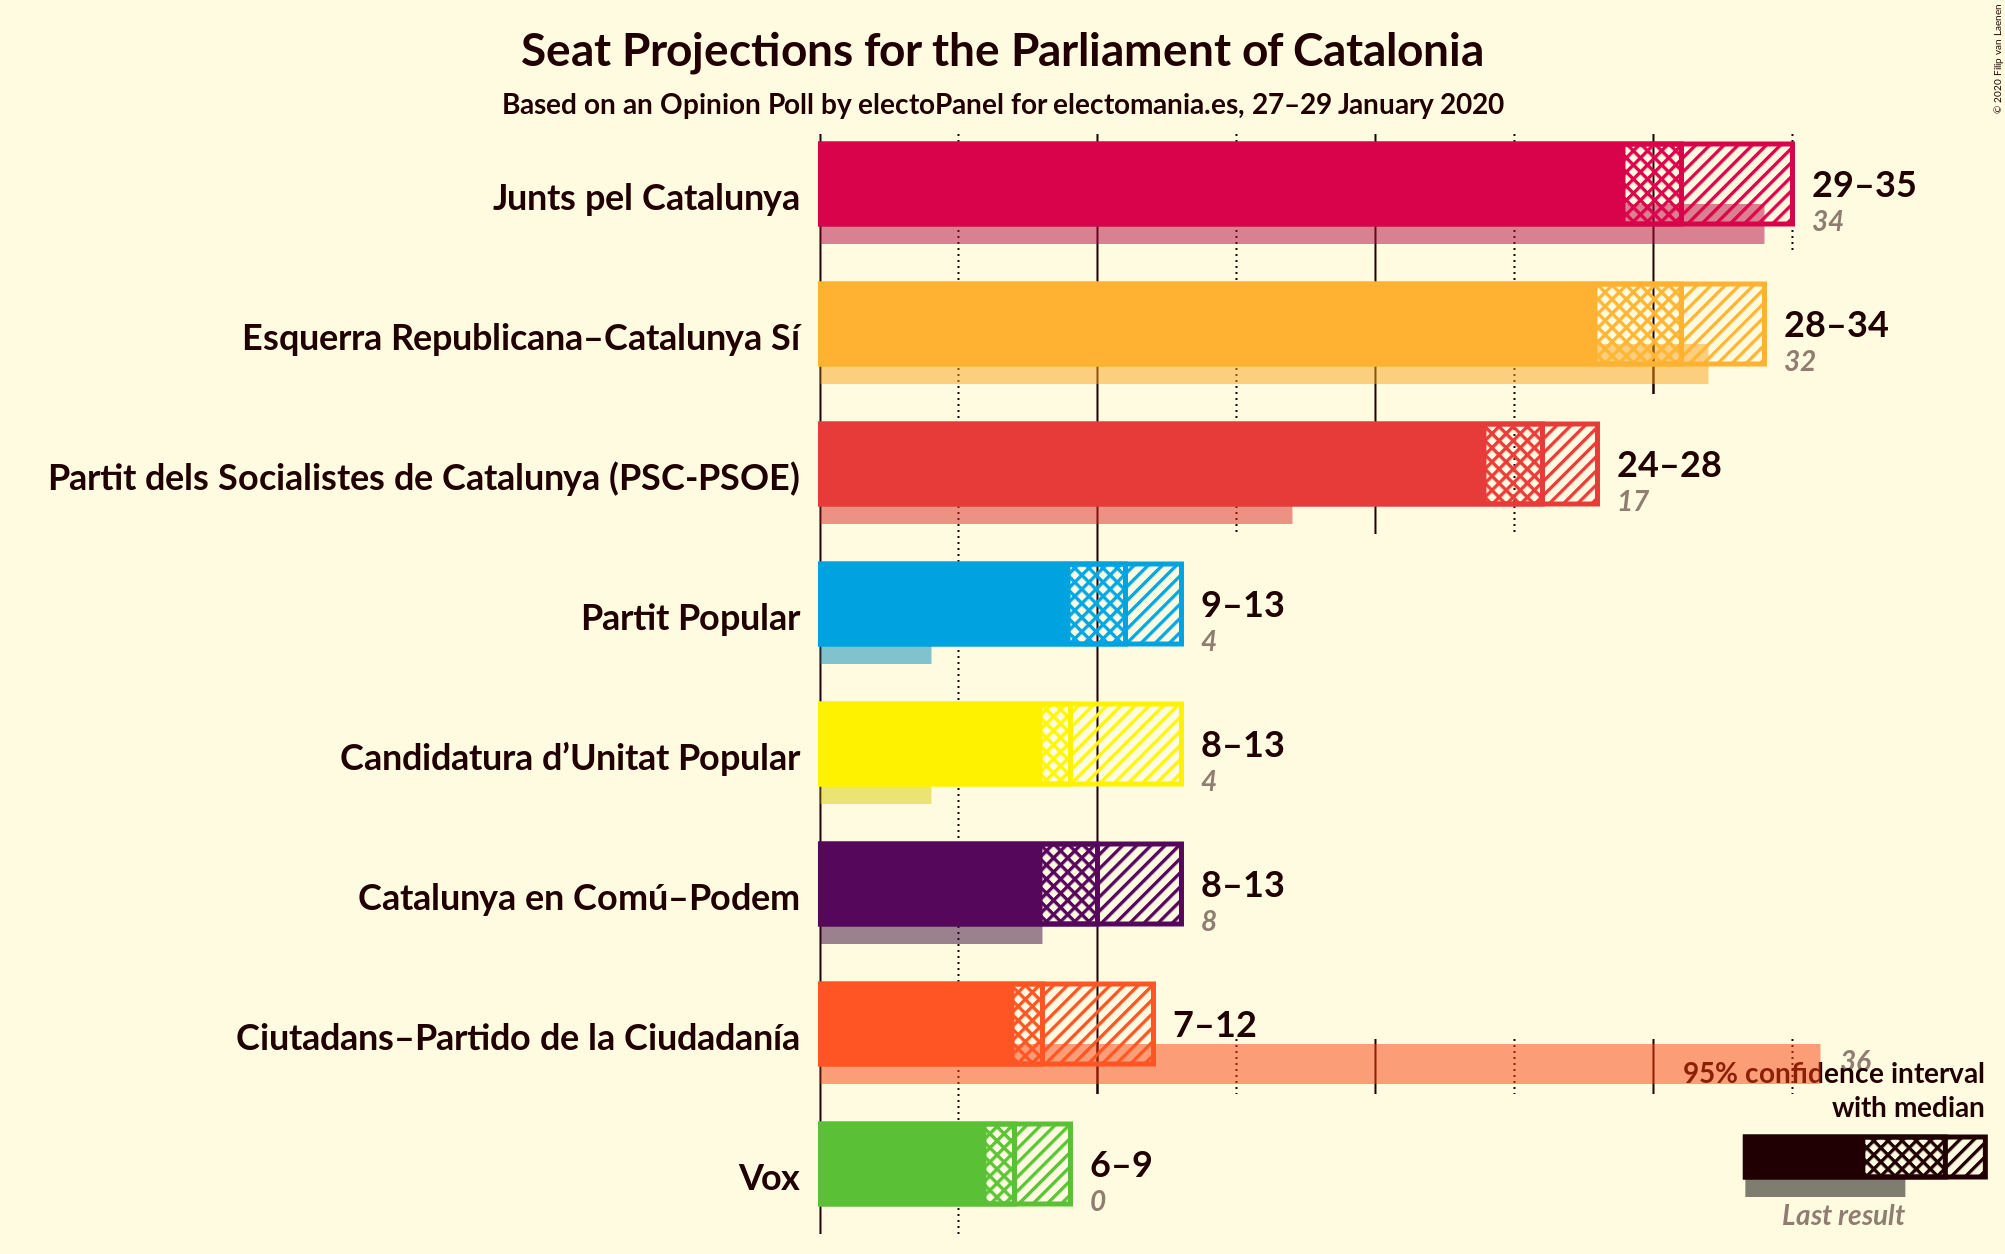 Seat Projections for the Parliament of Catalonia
Based on an Opinion Poll by electoPanel for electomania.es, 27–29 January 2020
© 2020 Filip van Laenen
Junts pel Catalunya
29–35
34
Esquerra Republicana–Catalunya Sí
28–34
32
Partit dels Socialistes de Catalunya (PSC-PSOE)
24–28
17
Partit Popular
9–13
4
Candidatura d’Unitat Popular
8–13
4
Catalunya en Comú–Podem
8–13
8
Ciutadans–Partido de la Ciudadanía
7–12
36
95% confidence interval
with median
Vox
6–9
0
Last result